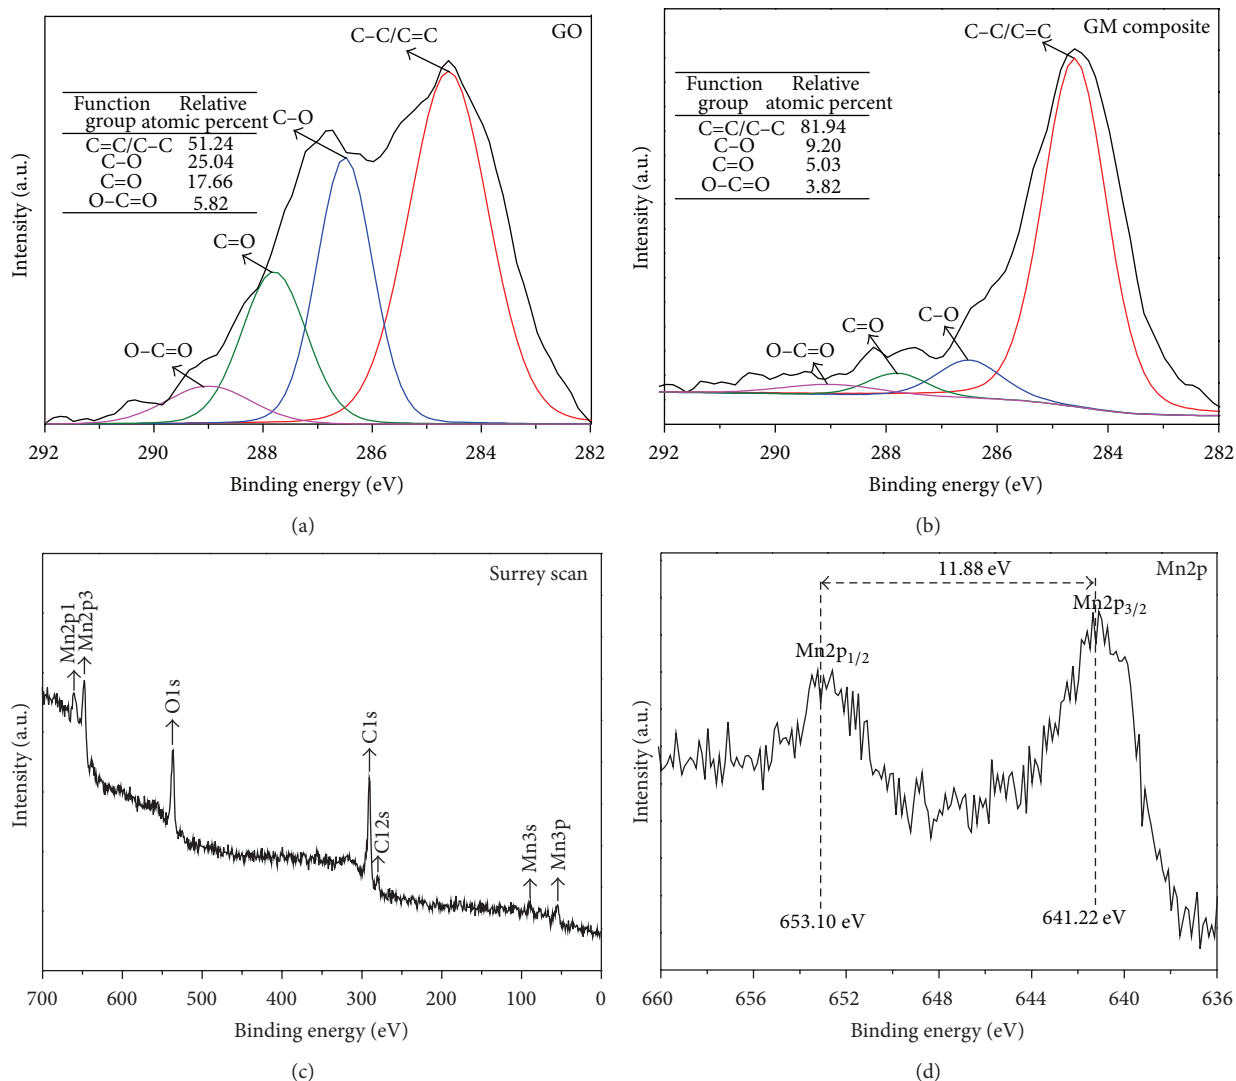 GO
C–C/C=C
Function Relative
group atomic percent
C=C/C–C 51.24
C–O 25.04
C=O 17.66
O–C=O 5.82
C–O
C=O
O–C=O
Intensity (a.u.)
292 290 288 286 284 282
Binding energy (eV)
(a)
GM composite
C–C/C=C
Function Relative
group atomic percent
C=C/C–C 81.94
C–O 9.20
C=O 5.03
O–C=O 3.82
C–O
C=O
O–C=O
Intensity (a.u.)
292 290 288 286 284 282
Binding energy (eV)
(b)
Surrey scan
Mn2p1
Mn2p3
O1s
C1s
C12s
Mn3s
Mn3p
Intensity (a.u.)
700 600 500 400 300 200 100 0
Binding energy (eV)
(c)
11.88 eV
Mn2p
Mn2p3/2
Mn2p1/2
653.10 eV
641.22 eV
Intensity (a.u.)
660 656 652 648 644 640 636
Binding energy (eV)
(d)